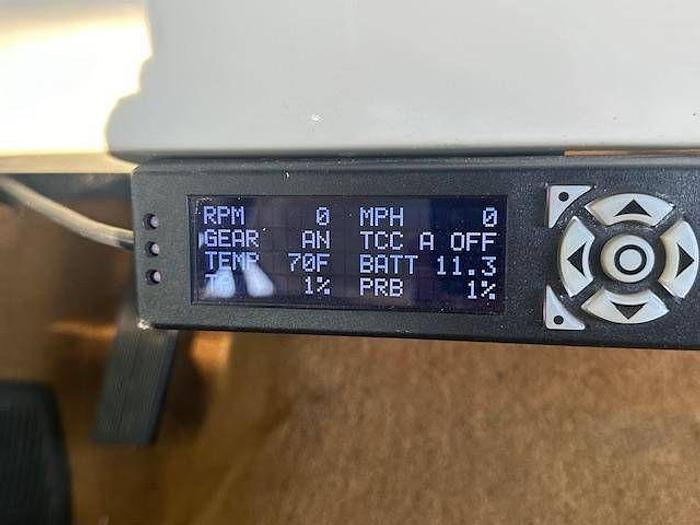 RPM 0 MPH 0
GEAR AN TCC A OFF
TEMP 70F BATT 11.3
1% PRB 1%